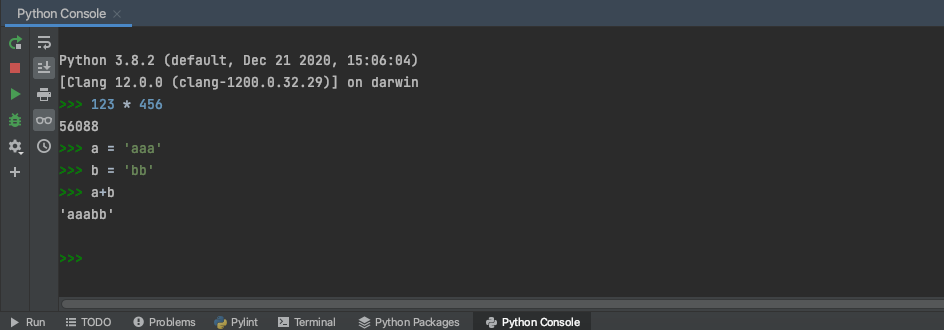 Python Console
Python 3.8.2 (default, Dec 21 2020, 15:06:04)
[Clang 12.0.0 (clang-1200.0.32.29)] on darwin
>>> 123 * 456
56088
>>> a = 'aaa'
>>> b = 'bb'
>>> a+b
'aaabb'
>>>
Run TODO Problems Pylint Terminal Python Packages Python Console